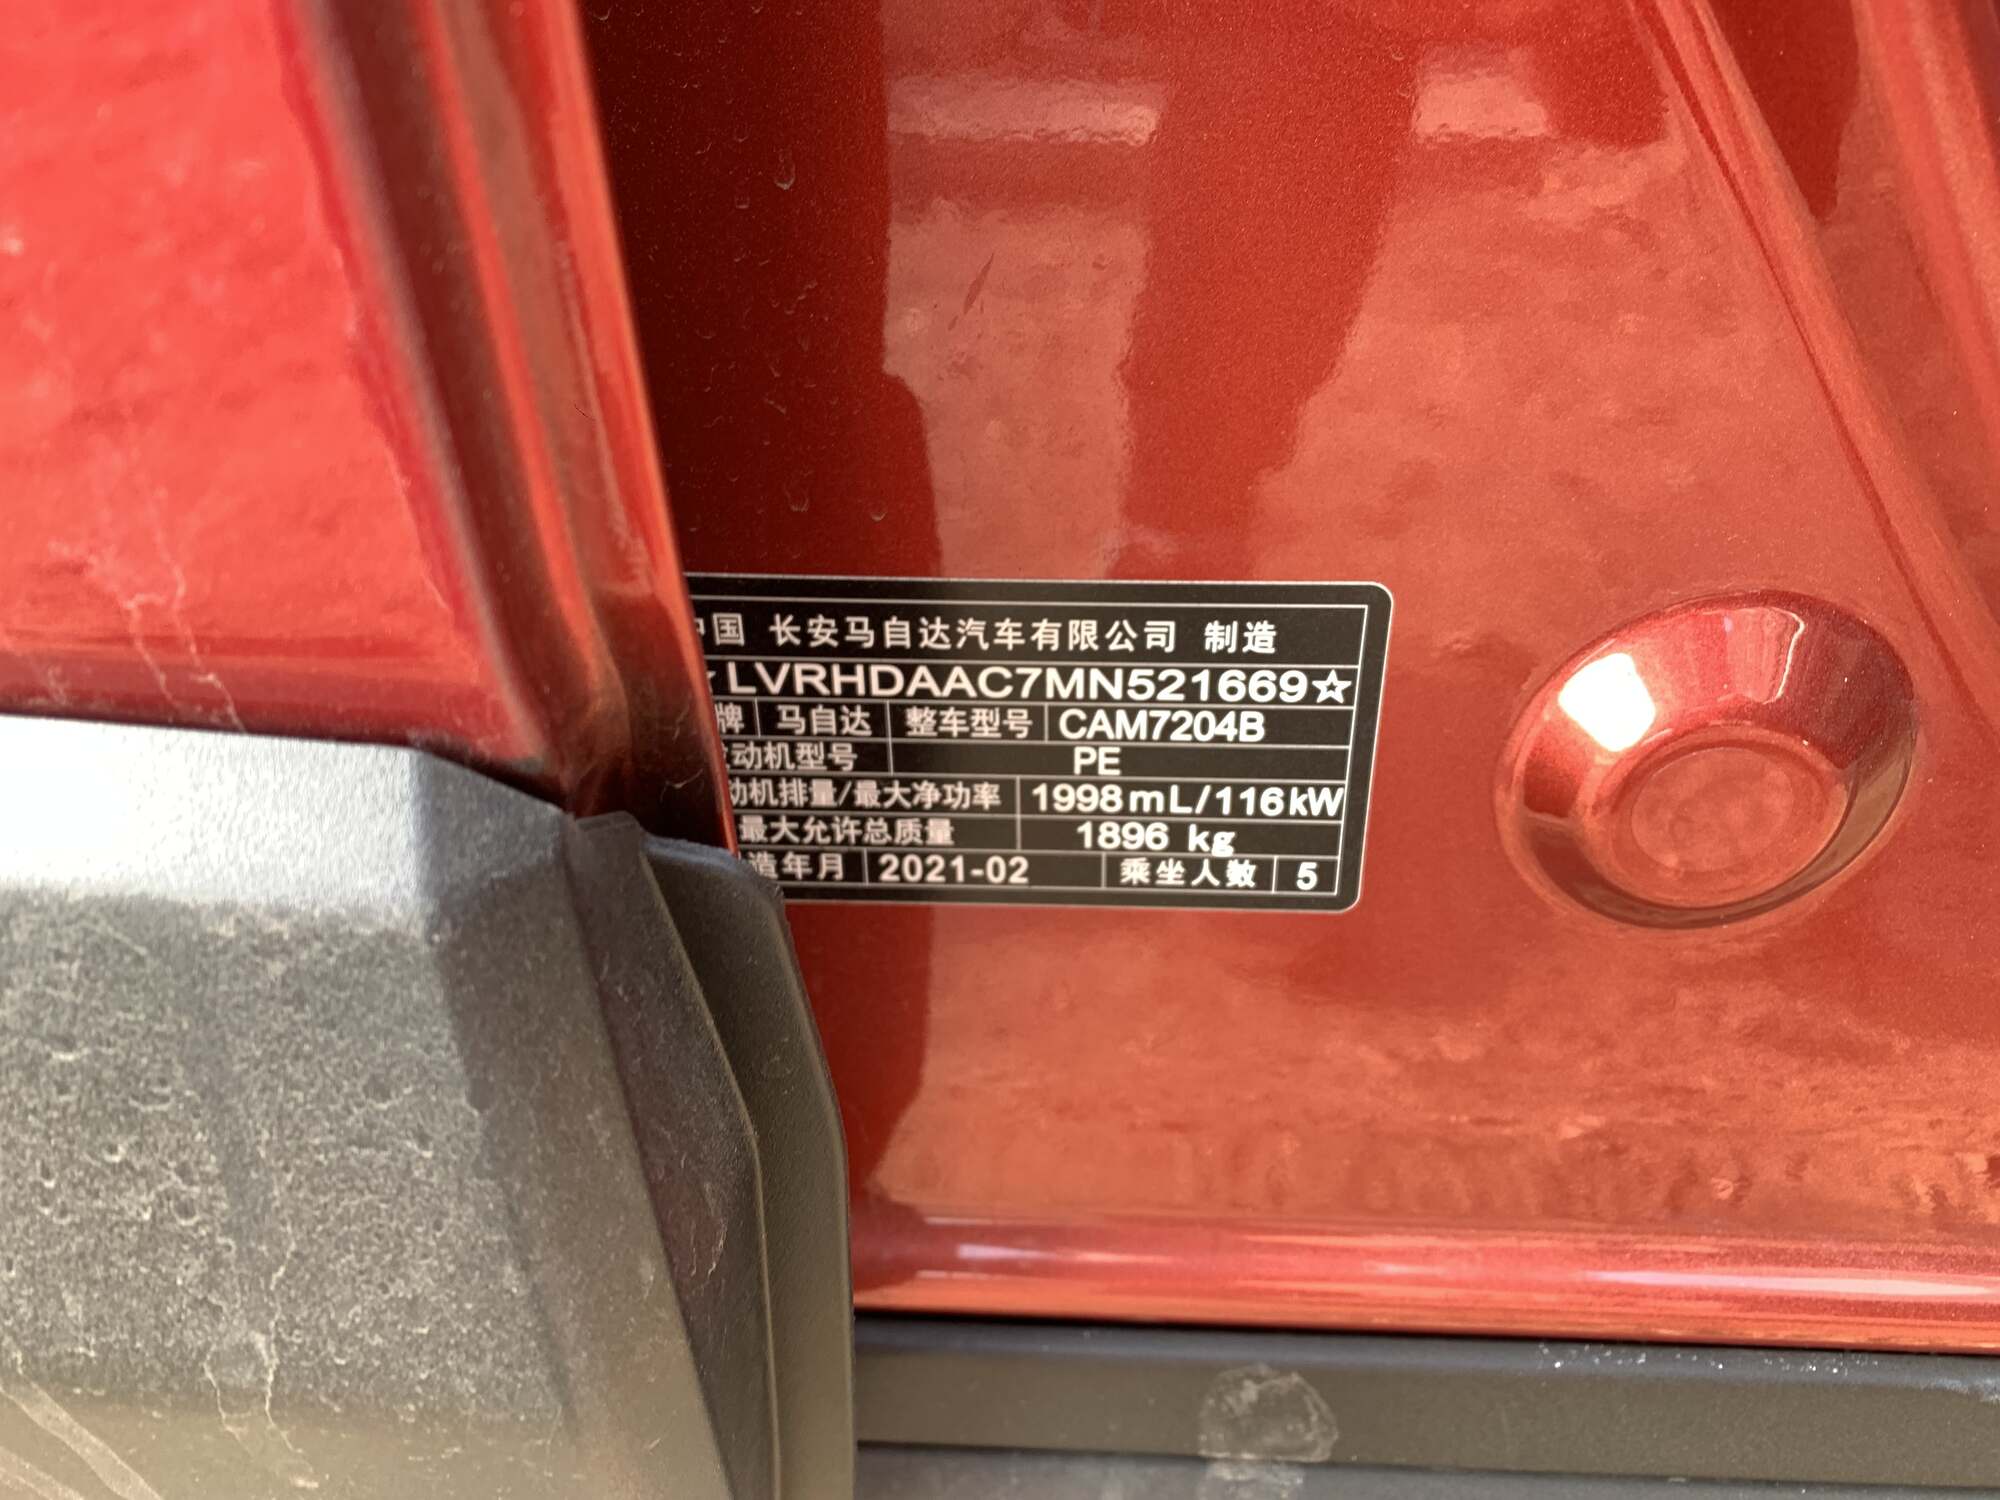 中国 长安马自达汽车有限公司 制造
LVRHDAAC7MN521669☆
牌 马自达 整车型号 CAM7204B
动机型号 PE
动机排量/最大净功率 1998mL/116kW
最大允许总质量 1896 kg
造年月 2021-02 乘坐人数 5